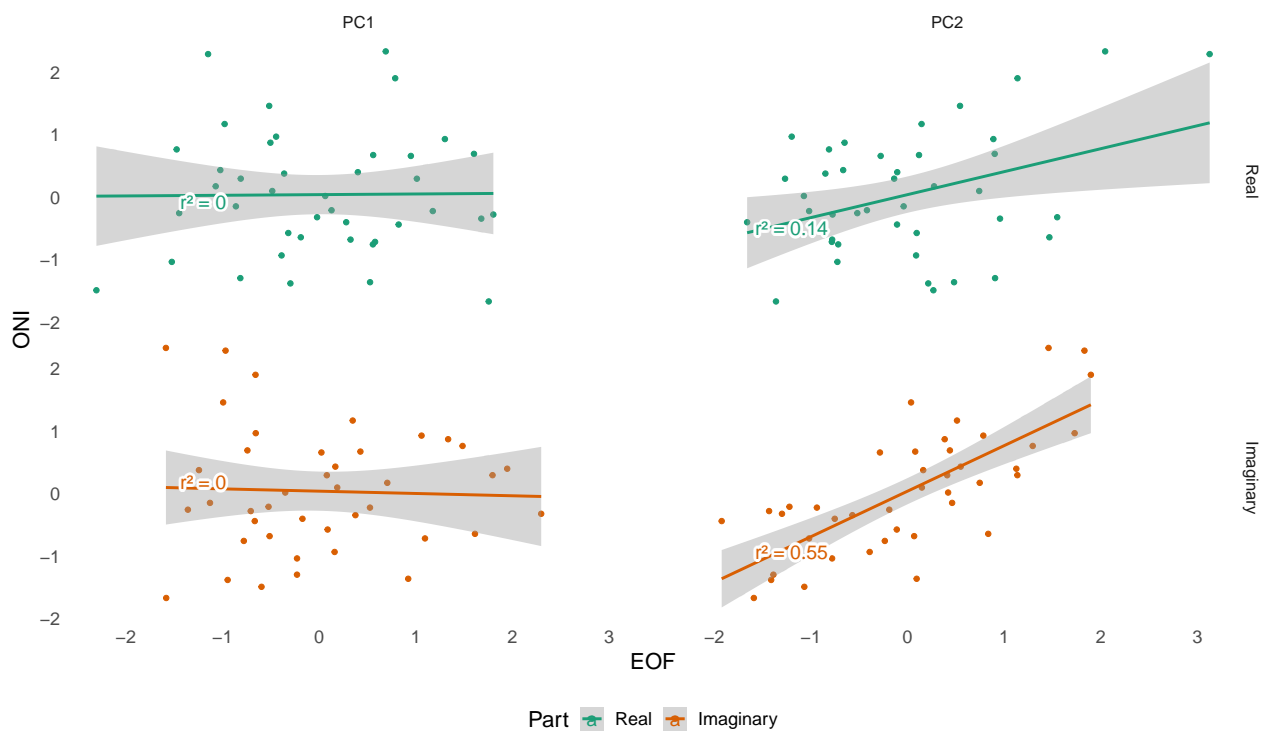 PC1 PC2
2
1
0
−1
−2
r² = 0
r² = 0.14
Real
ONI
2
1
0
−1
−2
r² = 0
r² = 0.55
Imaginary
−2 −1 0 1 2 3 −2 −1 0 1 2 3
EOF
Part a Real a Imaginary